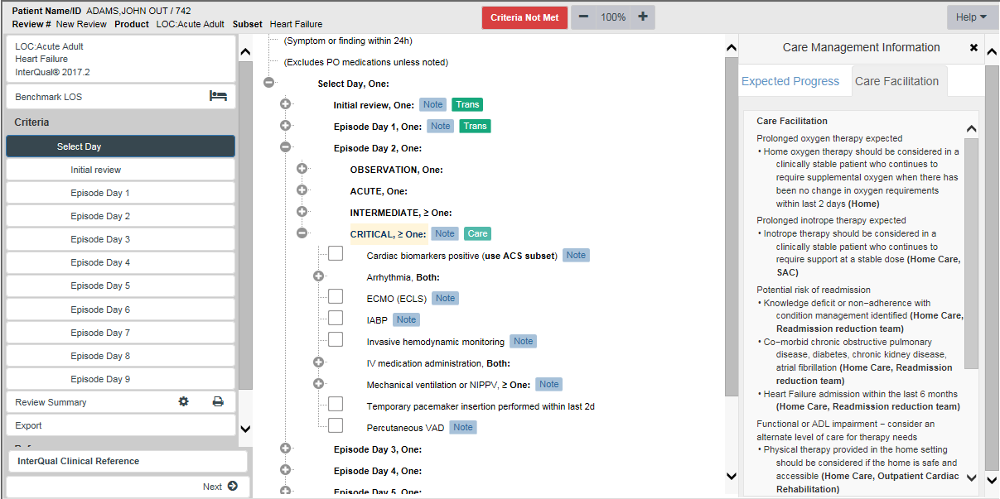 Patient Name/ID ADAMS,JOHN OUT / 742
Review # New Review Product LOC:Acute Adult Subset Heart Failure
Criteria Not Met
100%
Help
LOC:Acute Adult
Heart Failure
InterQual® 2017.2
Benchmark LOS
Criteria
Select Day
Initial review
Episode Day 1
Episode Day 2
Episode Day 3
Episode Day 4
Episode Day 5
Episode Day 6
Episode Day 7
Episode Day 8
Episode Day 9
Review Summary
Export
InterQual Clinical Reference
Next
(Symptom or finding within 24h)
(Excludes PO medications unless noted)
Select Day, One:
Initial review, One: Note Trans
Episode Day 1, One: Note Trans
Episode Day 2, One:
OBSERVATION, One:
ACUTE, One:
INTERMEDIATE, ≥ One:
CRITICAL, ≥ One: Note Care
Cardiac biomarkers positive (use ACS subset) Note
Arrhythmia, Both:
ECMO (ECLS) Note
IABP Note
Invasive hemodynamic monitoring Note
IV medication administration, Both:
Mechanical ventilation or NIPPV, ≥ One: Note
Temporary pacemaker insertion performed within last 2d
Percutaneous VAD Note
Episode Day 3, One:
Episode Day 4, One:
Episode Day 5, One:
Care Management Information
Expected Progress Care Facilitation
Care Facilitation
Prolonged oxygen therapy expected
• Home oxygen therapy should be considered in a
clinically stable patient who continues to
require supplemental oxygen when there has
been no change in oxygen requirements
within last 2 days (Home)
Prolonged inotrope therapy expected
• Inotrope therapy should be considered in a
clinically stable patient who continues to
require support at a stable dose (Home Care,
SAC)
Potential risk of readmission
• Knowledge deficit or non-adherence with
condition management identified (Home Care,
Readmission reduction team)
• Co-morbid chronic obstructive pulmonary
disease, diabetes, chronic kidney disease,
atrial fibrillation (Home Care, Readmission
reduction team)
• Heart Failure admission within the last 6 months
(Home Care, Readmission reduction team)
Functional or ADL impairment - consider an
alternate level of care for therapy needs
• Physical therapy provided in the home setting
should be considered if the home is safe and
accessible (Home Care, Outpatient Cardiac
Rehabilitation)